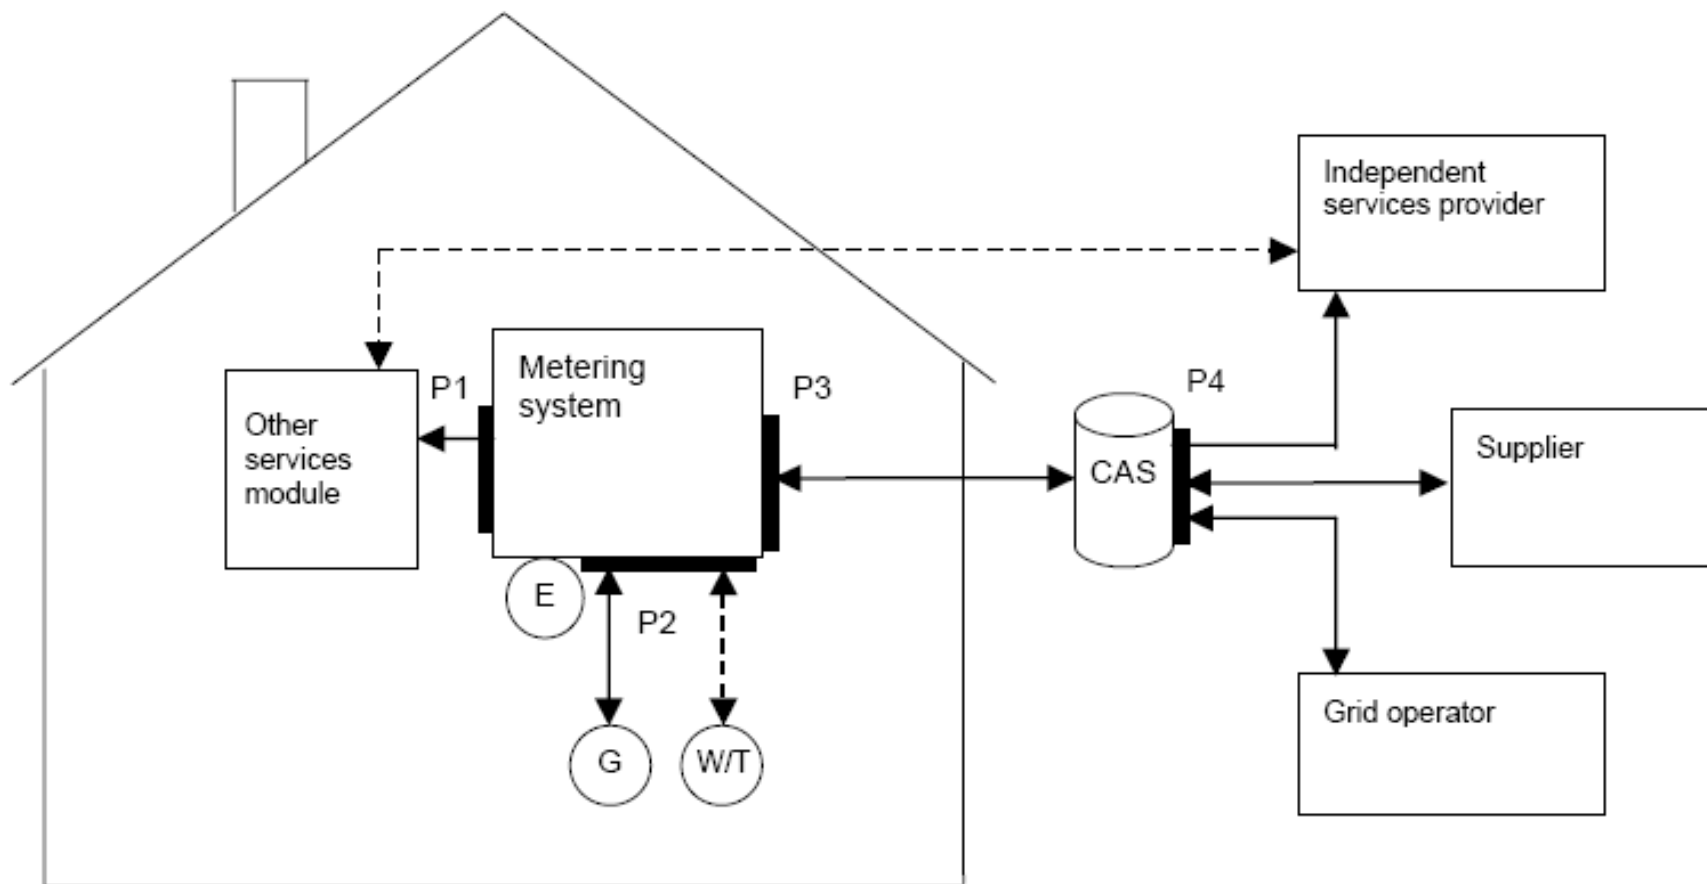 Independent
services provider
Metering
system
P1
P3
P4
Other
services
module
CAS
Supplier
E
P2
G
W/T
Grid operator